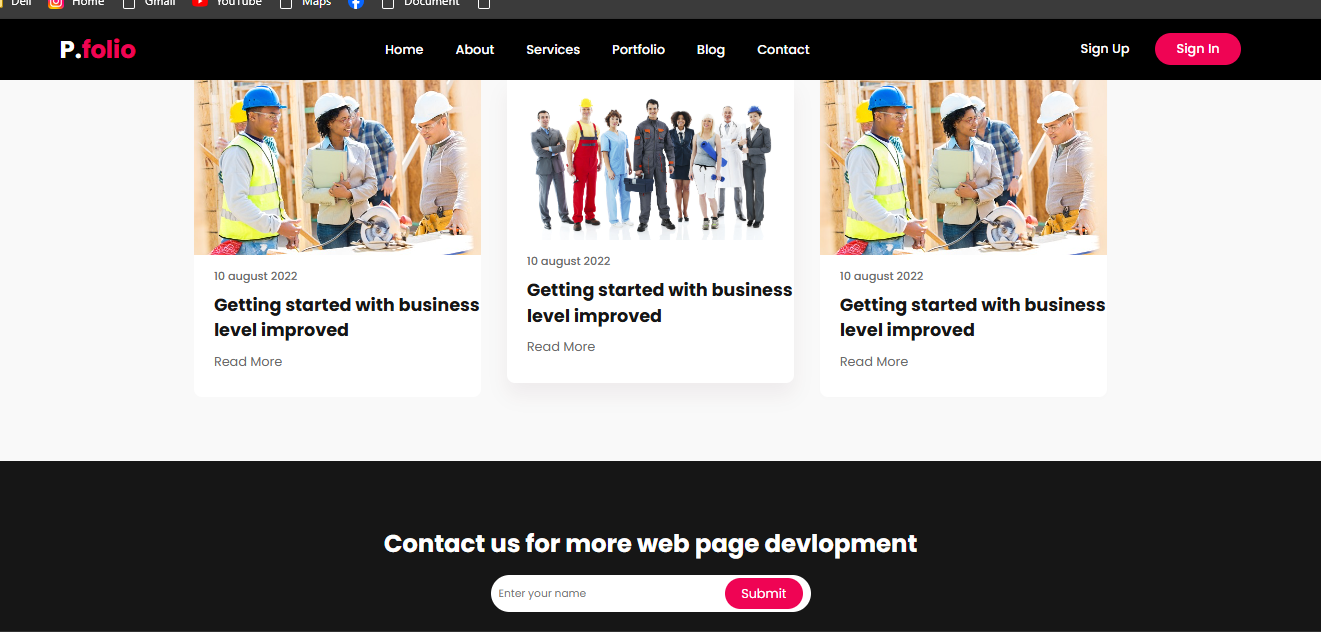 Dell Home Gmail YouTube Maps Document
P.folio Home About Services Portfolio Blog Contact Sign Up Sign In
10 august 2022
Getting started with business
level improved
Read More
10 august 2022
Getting started with business
level improved
Read More
10 august 2022
Getting started with business
level improved
Read More
Contact us for more web page devlopment
Enter your name Submit